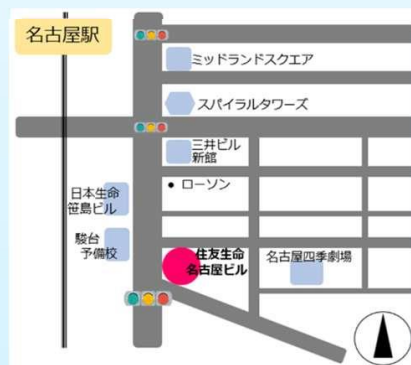 名古屋駅
ミッドランドスクエア
スパイラルタワーズ
三井ビル
新館
ローソン
日本生命
笹島ビル
駿台
予備校
住友生命
名古屋ビル
名古屋四季劇場